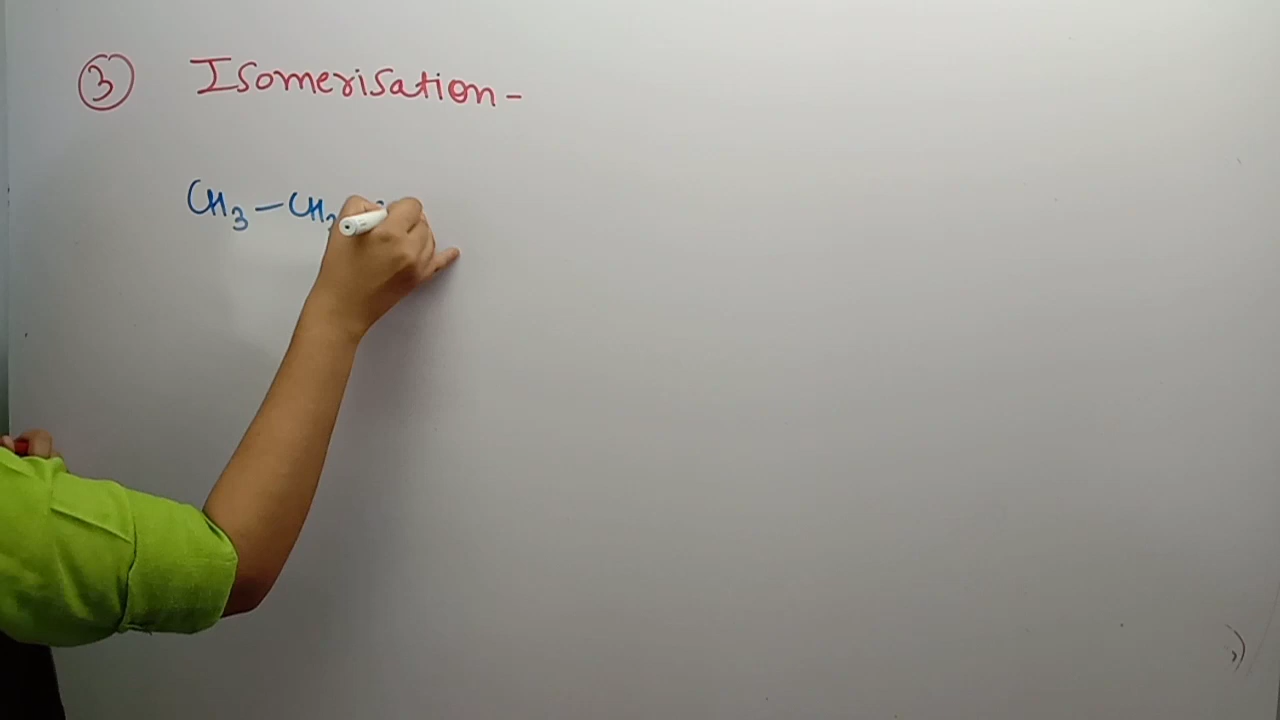 ③ Isomerisation -
CH₃ – CH₂